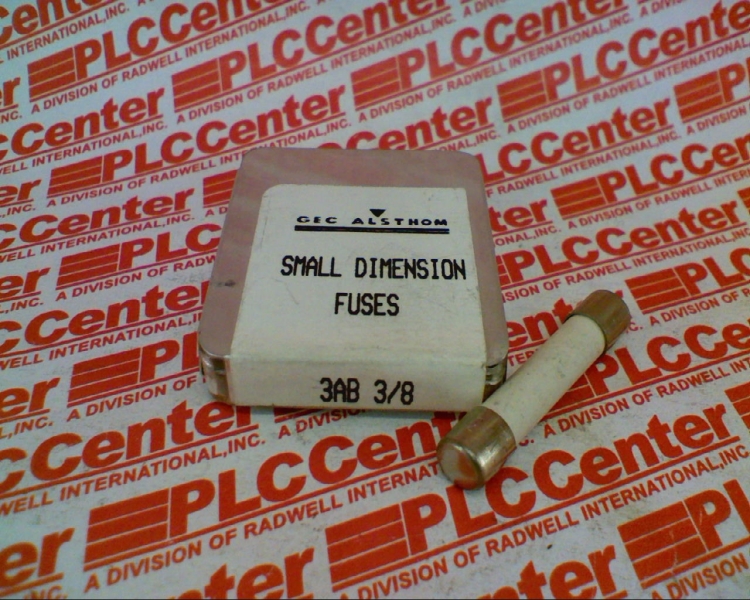 GEC ALSTHOM
SMALL DIMENSION
FUSES
3AB 3/8
PLCCenter
A DIVISION OF RADWELL INTERNATIONAL,INC.